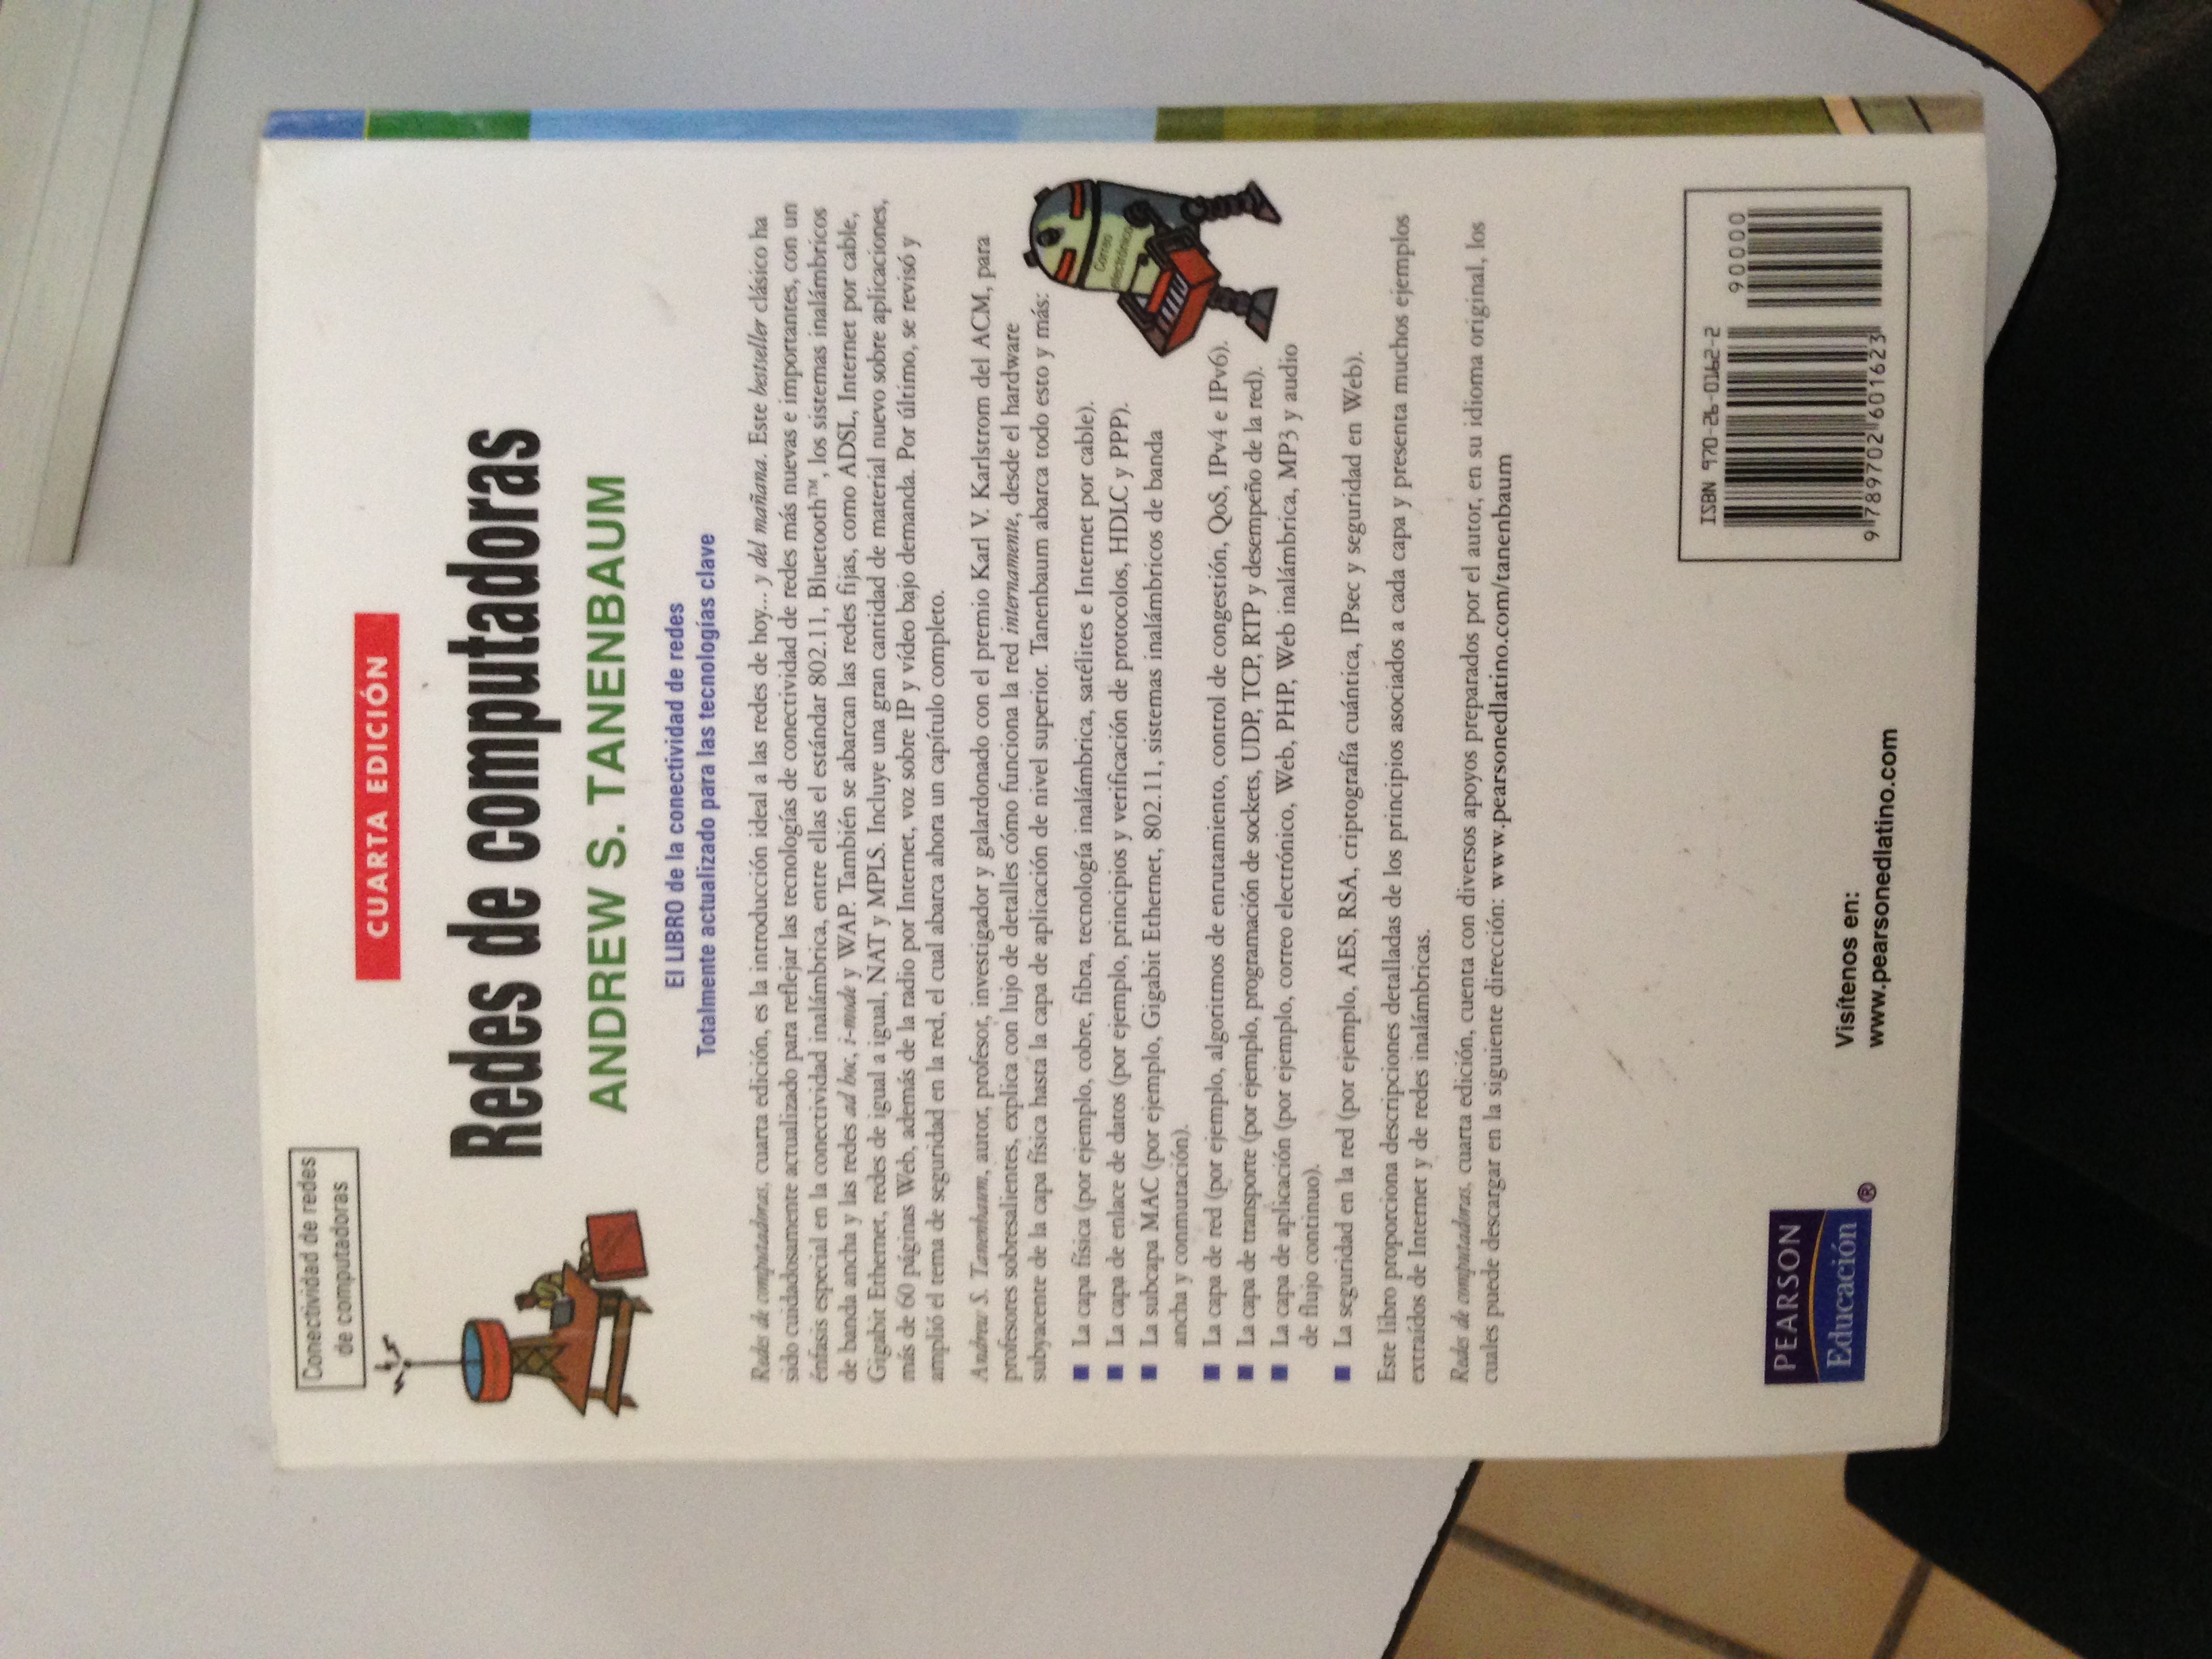 Conectividad de redes
de computadoras
CUARTA EDICIÓN
Redes de computadoras
ANDREW S. TANENBAUM
El LIBRO de la conectividad de redes
Totalmente actualizado para las tecnologías clave
Redes de computadoras, cuarta edición, es la introducción ideal a las redes de hoy... y del mañana. Este bestseller clásico ha
sido cuidadosamente actualizado para reflejar las tecnologías de conectividad de redes más nuevas e importantes, con un
énfasis especial en la conectividad inalámbrica, entre ellas el estándar 802.11, Bluetooth™, los sistemas inalámbricos
de banda ancha y las redes ad hoc, i-mode y WAP. También se abarcan las redes fijas, como ADSL, Internet por cable,
Gigabit Ethernet, redes de igual a igual, NAT y MPLS. Incluye una gran cantidad de material nuevo sobre aplicaciones,
más de 60 páginas Web, además de la radio por Internet, voz sobre IP y vídeo bajo demanda. Por último, se revisó y
amplió el tema de seguridad en la red, el cual abarca ahora un capítulo completo.
Andrew S. Tanenbaum, autor, profesor, investigador y galardonado con el premio Karl V. Karlstrom del ACM, para
profesores sobresalientes, explica con lujo de detalles cómo funciona la red internamente, desde el hardware
subyacente de la capa física hasta la capa de aplicación de nivel superior. Tanenbaum abarca todo esto y más:
■ La capa física (por ejemplo, cobre, fibra, tecnología inalámbrica, satélites e Internet por cable).
■ La capa de enlace de datos (por ejemplo, principios y verificación de protocolos, HDLC y PPP).
■ La subcapa MAC (por ejemplo, Gigabit Ethernet, 802.11, sistemas inalámbricos de banda
ancha y conmutación).
■ La capa de red (por ejemplo, algoritmos de enrutamiento, control de congestión, QoS, IPv4 e IPv6).
■ La capa de transporte (por ejemplo, programación de sockets, UDP, TCP, RTP y desempeño de la red).
■ La capa de aplicación (por ejemplo, correo electrónico, Web, PHP, Web inalámbrica, MP3 y audio
de flujo continuo).
■ La seguridad en la red (por ejemplo, AES, RSA, criptografía cuántica, IPsec y seguridad en Web).
Correo
electrónico
Este libro proporciona descripciones detalladas de los principios asociados a cada capa y presenta muchos ejemplos
extraídos de Internet y de redes inalámbricas.
Redes de computadoras, cuarta edición, cuenta con diversos apoyos preparados por el autor, en su idioma original, los
cuales puede descargar en la siguiente dirección: www.pearsonedlatino.com/tanenbaum
PEARSON
Educación
®
Visítenos en:
www.pearsonedlatino.com
ISBN 970-26-0162-2
90000
9 789702 601623